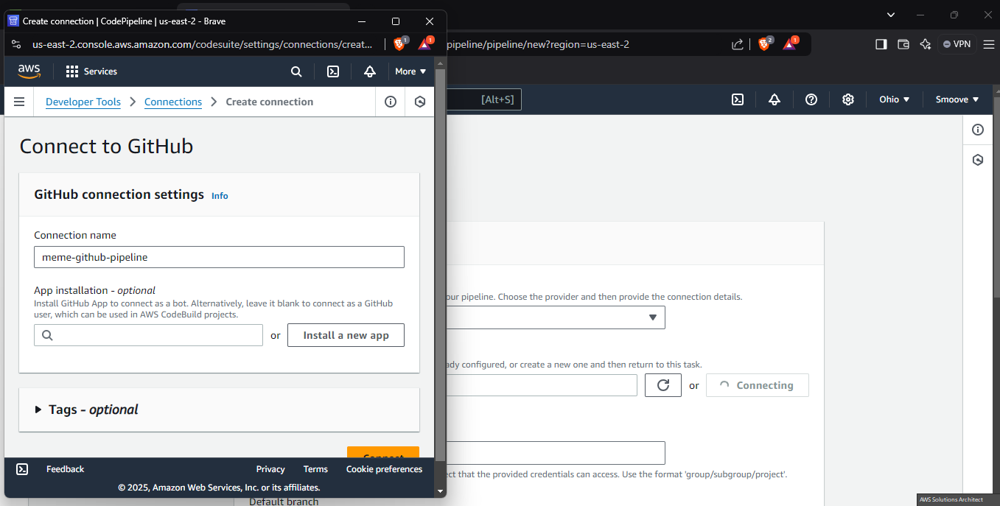 Create connection | CodePipeline | us-east-2 - Brave
us-east-2.console.aws.amazon.com/codesuite/settings/connections/creat...
1
1
pipeline/pipeline/new?region=us-east-2
2
1
VPN
aws
Services
More
Developer Tools
Connections
Create connection
[Alt+S]
Ohio
Smoove
Connect to GitHub
GitHub connection settings
Info
Connection name
meme-github-pipeline
App installation - optional
Install GitHub App to connect as a bot. Alternatively, leave it blank to connect as a GitHub
user, which can be used in AWS CodeBuild projects.
or
Install a new app
Tags - optional
Connect
Feedback
Privacy
Terms
Cookie preferences
© 2025, Amazon Web Services, Inc. or its affiliates.
our pipeline. Choose the provider and then provide the connection details.
ady configured, or create a new one and then return to this task.
or
Connecting
ect that the provided credentials can access. Use the format 'group/subgroup/project'.
Default branch
AWS Solutions Architect